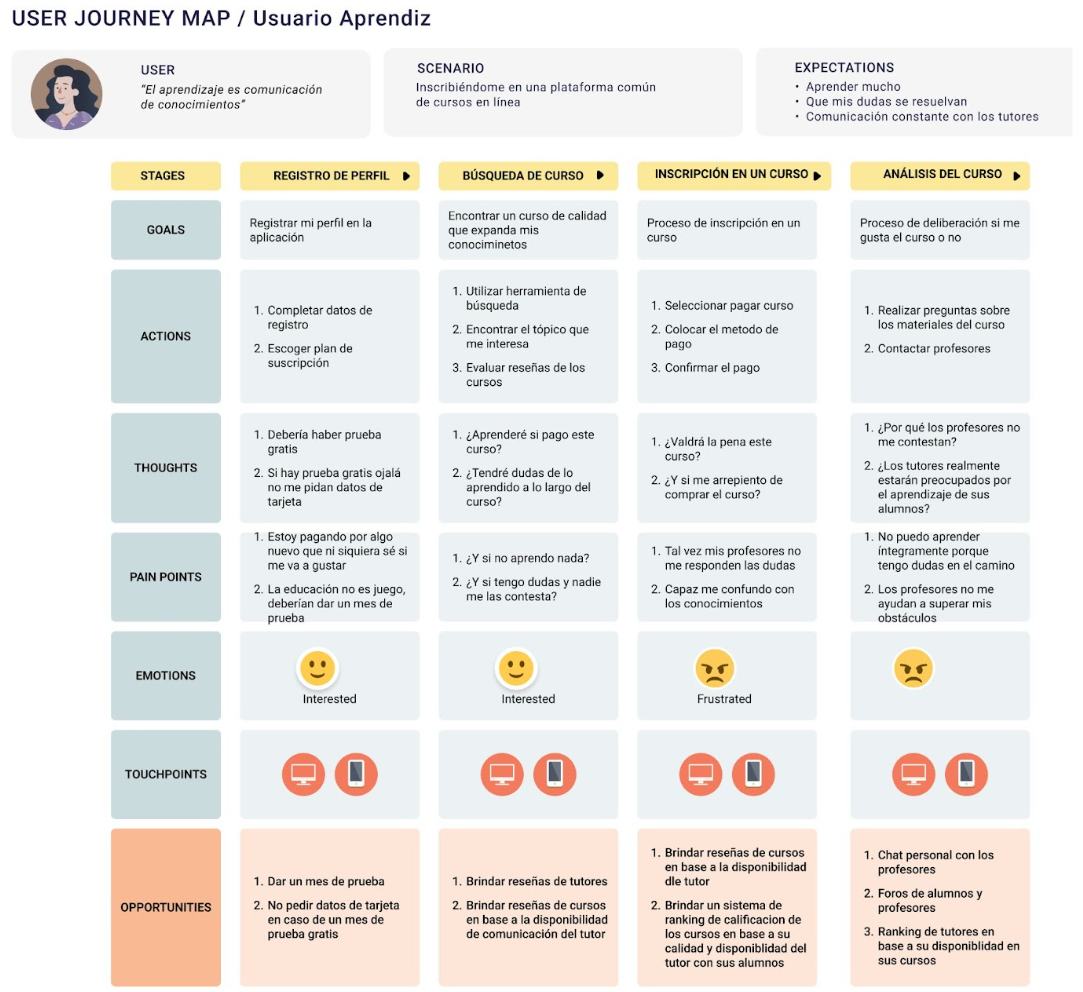 USER JOURNEY MAP / Usuario Aprendiz
USER
“El aprendizaje es comunicación
de conocimientos”
SCENARIO
Inscribiéndome en una plataforma común
de cursos en línea
EXPECTATIONS
• Aprender mucho
• Que mis dudas se resuelvan
• Comunicación constante con los tutores
STAGES
REGISTRO DE PERFIL
BÚSQUEDA DE CURSO
INSCRIPCIÓN EN UN CURSO
ANÁLISIS DEL CURSO
GOALS
Registrar mi perfil en la
aplicación
Encontrar un curso de calidad
que expanda mis
conociminetos
Proceso de inscripción en un
curso
Proceso de deliberación si me
gusta el curso o no
ACTIONS
1. Completar datos de
registro
2. Escoger plan de
suscripción
1. Utilizar herramienta de
búsqueda
2. Encontrar el tópico que
me interesa
3. Evaluar reseñas de los
cursos
1. Seleccionar pagar curso
2. Colocar el metodo de
pago
3. Confirmar el pago
1. Realizar preguntas sobre
los materiales del curso
2. Contactar profesores
THOUGHTS
1. Debería haber prueba
gratis
2. Si hay prueba gratis ojalá
no me pidan datos de
tarjeta
1. ¿Aprenderé si pago este
curso?
2. ¿Tendré dudas de lo
aprendido a lo largo del
curso?
1. ¿Valdrá la pena este
curso?
2. ¿Y si me arrepiento de
comprar el curso?
1. ¿Por qué los profesores no
me contestan?
2. ¿Los tutores realmente
estarán preocupados por
el aprendizaje de sus
alumnos?
PAIN POINTS
1. Estoy pagando por algo
nuevo que ni siquiera sé si
me va a gustar
2. La educación no es juego,
deberían dar un mes de
prueba
1. ¿Y si no aprendo nada?
2. ¿Y si tengo dudas y nadie
me las contesta?
1. Tal vez mis profesores no
me responden las dudas
2. Capaz me confundo con
los conocimientos
1. No puedo aprender
íntegramente porque
tengo dudas en el camino
2. Los profesores no me
ayudan a superar mis
obstáculos
EMOTIONS
Interested
Interested
Frustrated
TOUCHPOINTS
OPPORTUNITIES
1. Dar un mes de prueba
2. No pedir datos de tarjeta
en caso de un mes de
prueba gratis
1. Brindar reseñas de tutores
2. Brindar reseñas de cursos
en base a la disponibilidad
de comunicación del tutor
1. Brindar reseñas de cursos
en base a la disponibilidad
dle tutor
2. Brindar un sistema de
ranking de calificacion de
los cursos en base a su
calidad y disponiblidad del
tutor con sus alumnos
1. Chat personal con los
profesores
2. Foros de alumnos y
profesores
3. Ranking de tutores en
base a su disponiblidad en
sus cursos